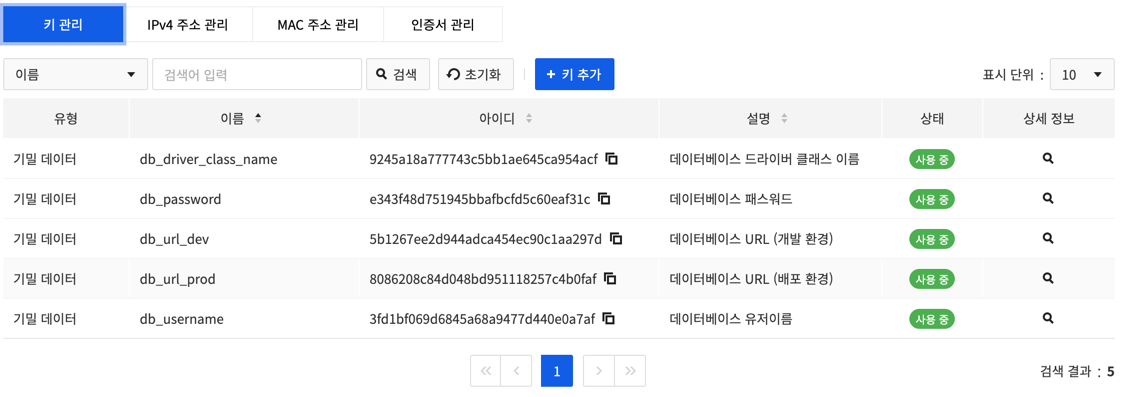 키 관리 IPv4 주소 관리 MAC 주소 관리 인증서 관리
이름 검색어 입력 검색 초기화 + 키 추가 표시 단위 : 10
유형 이름 아이디 설명 상태 상세 정보
기밀 데이터 db_driver_class_name 9245a18a777743c5bb1ae645ca954acf 데이터베이스 드라이버 클래스 이름 사용 중
기밀 데이터 db_password e343f48d751945bbafbcfd5c60eaf31c 데이터베이스 패스워드 사용 중
기밀 데이터 db_url_dev 5b1267ee2d944adca454ec90c1aa297d 데이터베이스 URL (개발 환경) 사용 중
기밀 데이터 db_url_prod 8086208c84d048bd951118257c4b0faf 데이터베이스 URL (배포 환경) 사용 중
기밀 데이터 db_username 3fd1bf069d6845a68a9477d440e0a7af 데이터베이스 유저이름 사용 중
1 검색 결과 : 5